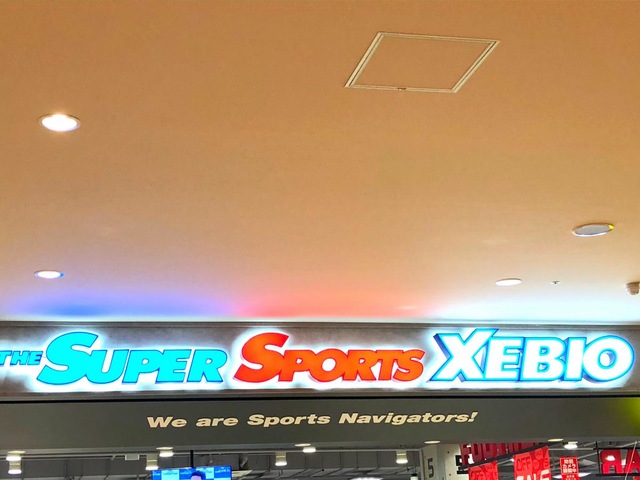 THE SUPER SPORTS XEBIO
We are Sports Navigators!